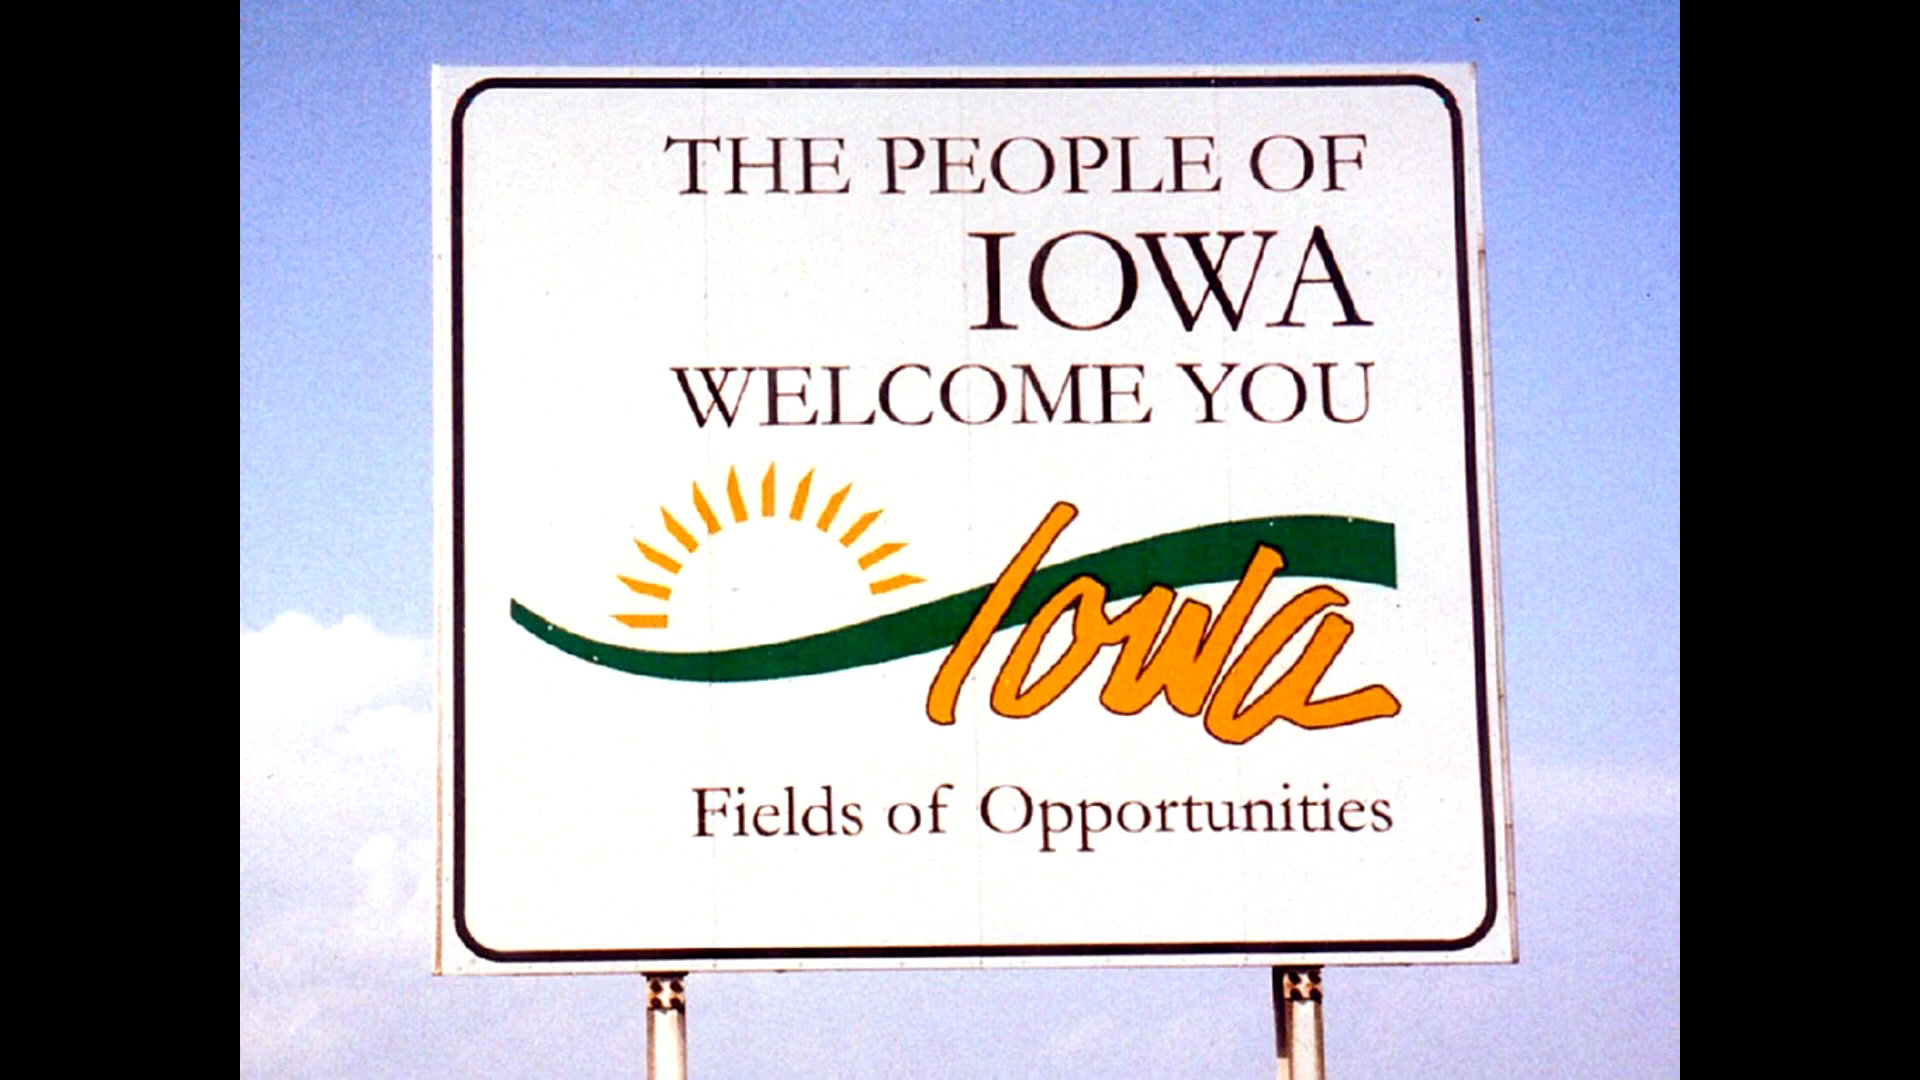 THE PEOPLE OF
IOWA
WELCOME YOU
Iowa
Fields of Opportunities